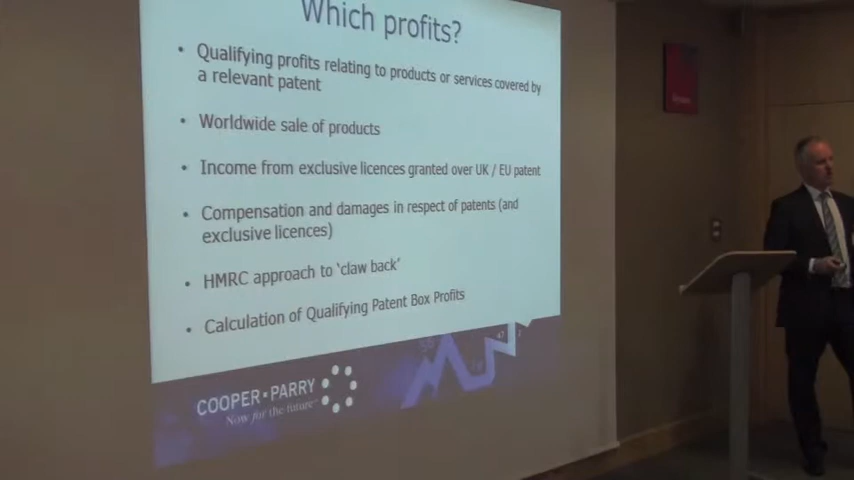 Which profits?
• Qualifying profits relating to products or services covered by
a relevant patent
• Worldwide sale of products
• Income from exclusive licences granted over UK / EU patent
• Compensation and damages in respect of patents (and
exclusive licences)
• HMRC approach to 'claw back'
• Calculation of Qualifying Patent Box Profits
COOPER·PARRY
Now for the future